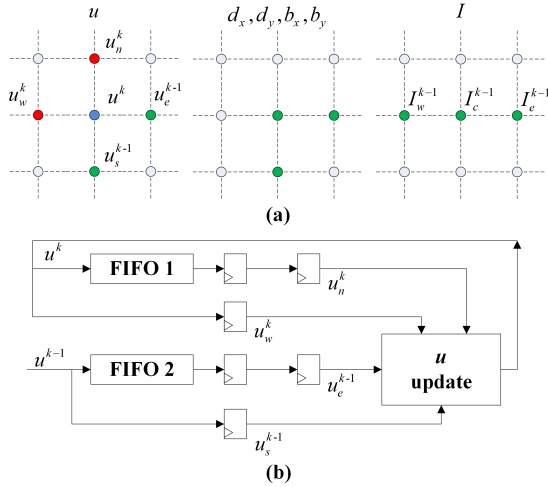 u d_x, d_y, b_x, b_y I
u_n^k
u_w^k u^k u_e^{k-1} I_w^{k-1} I_c^{k-1} I_e^{k-1}
u_s^{k-1}
(a)
u^k FIFO 1 u_n^k
u_w^k
u^{k-1} FIFO 2 u_e^{k-1} u
update
u_s^{k-1}
(b)